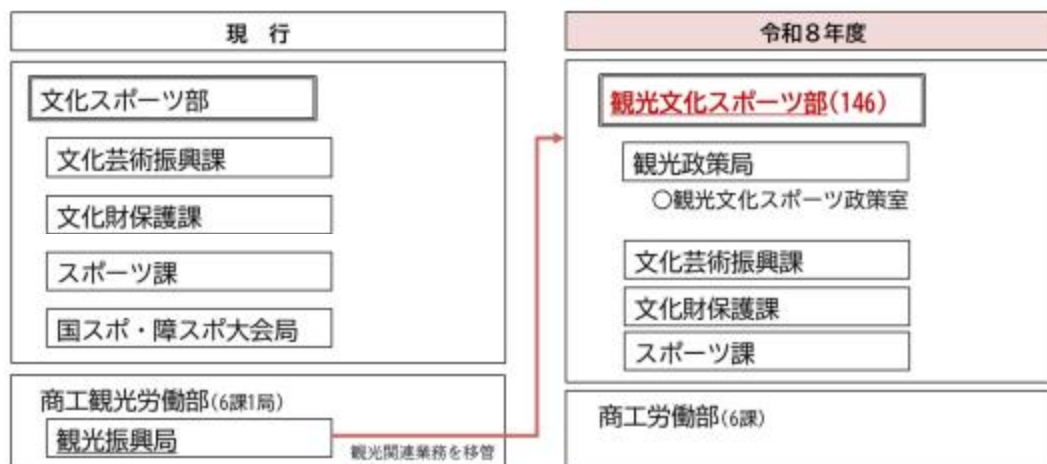 現 行
文化スポーツ部
文化芸術振興課
文化財保護課
スポーツ課
国スポ・障スポ大会局
商工観光労働部(6課1局)
観光振興局
観光関連業務を移管
令和8年度
観光文化スポーツ部(146)
観光政策局
○観光文化スポーツ政策室
文化芸術振興課
文化財保護課
スポーツ課
商工労働部(6課)